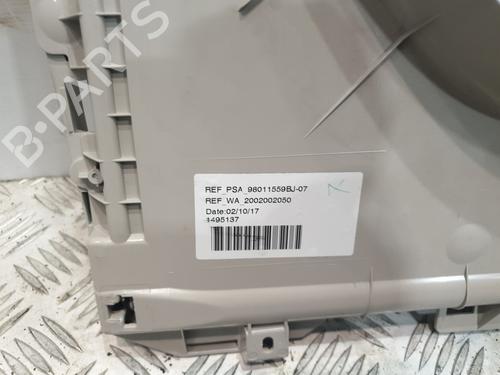 B-PARTS
REF_PSA_98011559BJ-07
REF_WA_2002002050
Date:02/10/17
1495137